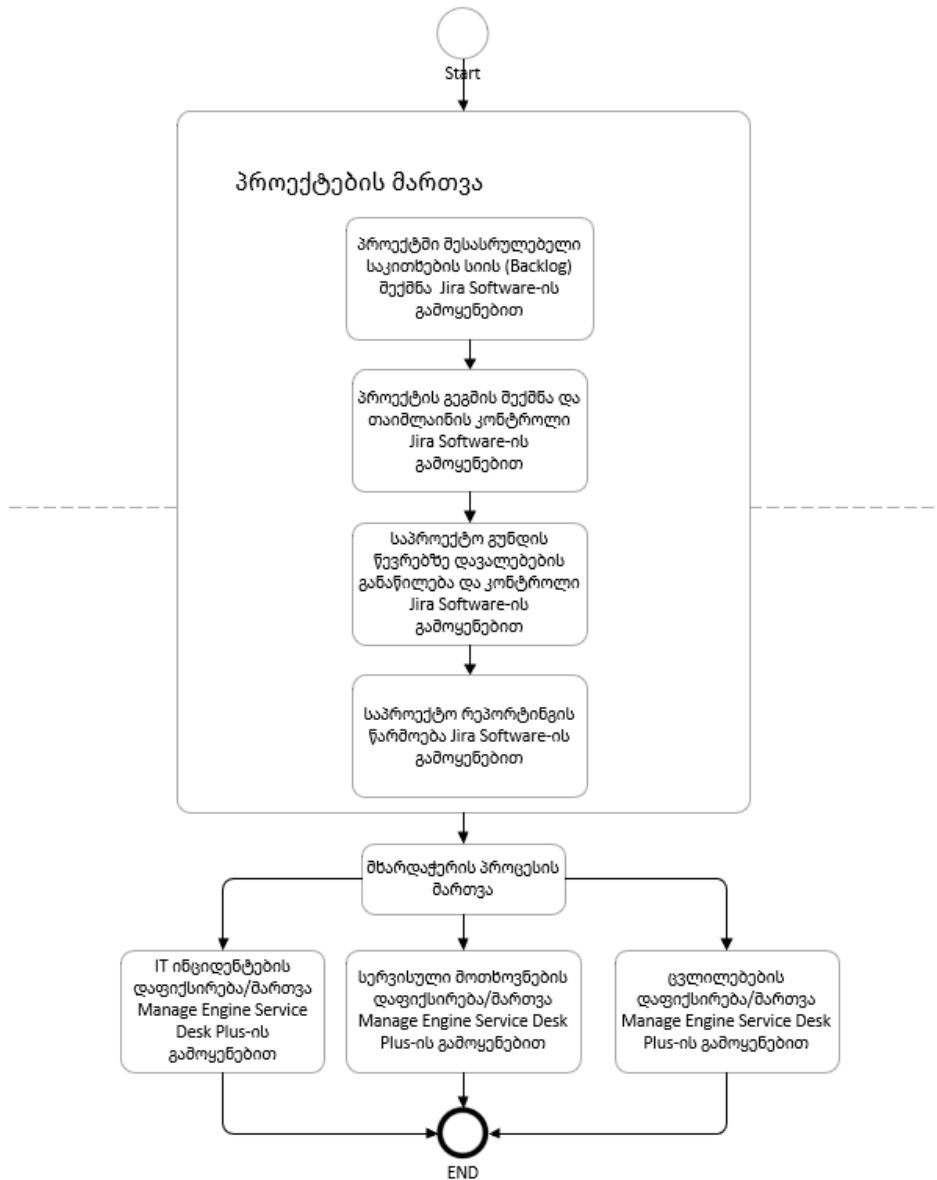 Start
პროექტების მართვა
პროექტში შესასრულებელი
საკითხების სიის (Backlog)
შექმნა Jira Software-ის
გამოყენებით
პროექტის გეგმის შექმნა და
თაიმლაინის კონტროლი
Jira Software-ის
გამოყენებით
საპროექტო გუნდის
წევრებზე დავალებების
განაწილება და კონტროლი
Jira Software-ის
გამოყენებით
საპროექტო რეპორტინგის
წარმოება Jira Software-ის
გამოყენებით
მხარდაჭერის პროცესის
მართვა
IT ინციდენტების
დაფიქსირება/მართვა
Manage Engine Service
Desk Plus-ის
გამოყენებით
სერვისული მოთხოვნების
დაფიქსირება/მართვა
Manage Engine Service Desk
Plus-ის გამოყენებით
ცვლილებების
დაფიქსირება/მართვა
Manage Engine Service Desk
Plus-ის გამოყენებით
END